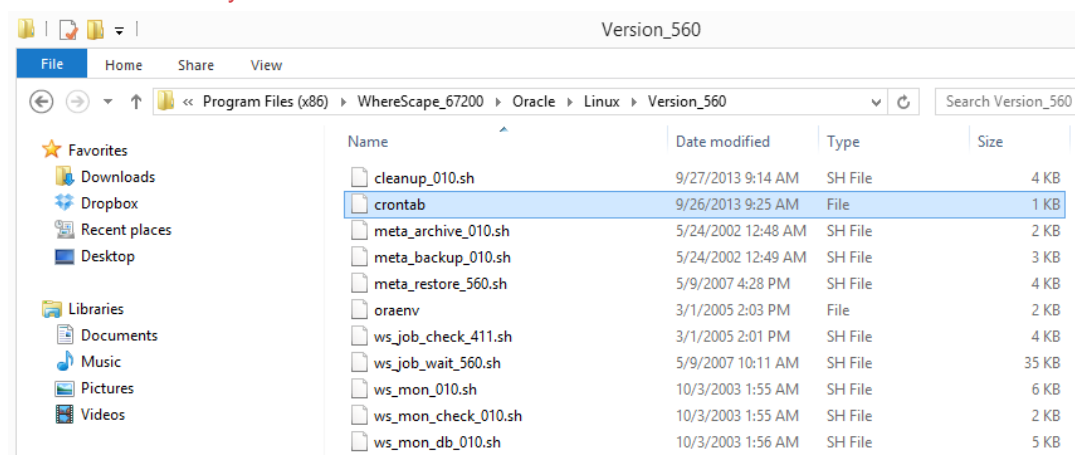 Version_560
File Home Share View
« Program Files (x86) WhereScape_67200 Oracle Linux Version_560 Search Version_560
Favorites
Downloads
Dropbox
Recent places
Desktop
Libraries
Documents
Music
Pictures
Videos
Name Date modified Type Size
cleanup_010.sh 9/27/2013 9:14 AM SH File 4 KB
crontab 9/26/2013 9:25 AM File 1 KB
meta_archive_010.sh 5/24/2002 12:48 AM SH File 2 KB
meta_backup_010.sh 5/24/2002 12:49 AM SH File 3 KB
meta_restore_560.sh 5/9/2007 4:28 PM SH File 4 KB
oraenv 3/1/2005 2:03 PM File 2 KB
ws_job_check_411.sh 3/1/2005 2:01 PM SH File 4 KB
ws_job_wait_560.sh 5/9/2007 10:11 AM SH File 35 KB
ws_mon_010.sh 10/3/2003 1:55 AM SH File 6 KB
ws_mon_check_010.sh 10/3/2003 1:55 AM SH File 2 KB
ws_mon_db_010.sh 10/3/2003 1:56 AM SH File 5 KB